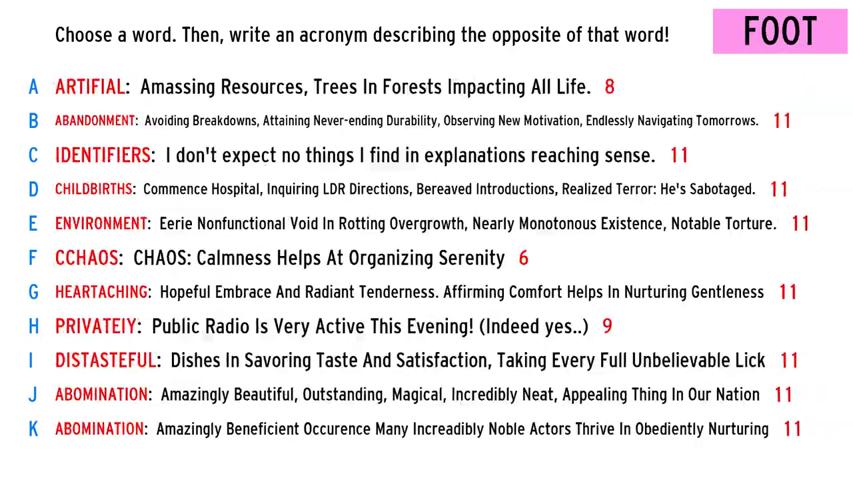 Choose a word. Then, write an acronym describing the opposite of that word!
FOOT
A ARTIFIAL: Amassing Resources, Trees In Forests Impacting All Life. 8
B ABANDONMENT: Avoiding Breakdowns, Attaining Never-ending Durability, Observing New Motivation, Endlessly Navigating Tomorrows. 11
C IDENTIFIERS: I don't expect no things I find in explanations reaching sense. 11
D CHILDBIRTHS: Commence Hospital, Inquiring LDR Directions, Bereaved Introductions, Realized Terror: He's Sabotaged. 11
E ENVIRONMENT: Eerie Nonfunctional Void In Rotting Overgrowth, Nearly Monotonous Existence, Notable Torture. 11
F CCHAOS: CHAOS: Calmness Helps At Organizing Serenity 6
G HEARTACHING: Hopeful Embrace And Radiant Tenderness. Affirming Comfort Helps In Nurturing Gentleness 11
H PRIVATEIY: Public Radio Is Very Active This Evening! (Indeed yes..) 9
I DISTASTEFUL: Dishes In Savoring Taste And Satisfaction, Taking Every Full Unbelievable Lick 11
J ABOMINATION: Amazingly Beautiful, Outstanding, Magical, Incredibly Neat, Appealing Thing In Our Nation 11
K ABOMINATION: Amazingly Beneficient Occurence Many Increadibly Noble Actors Thrive In Obediently Nurturing 11